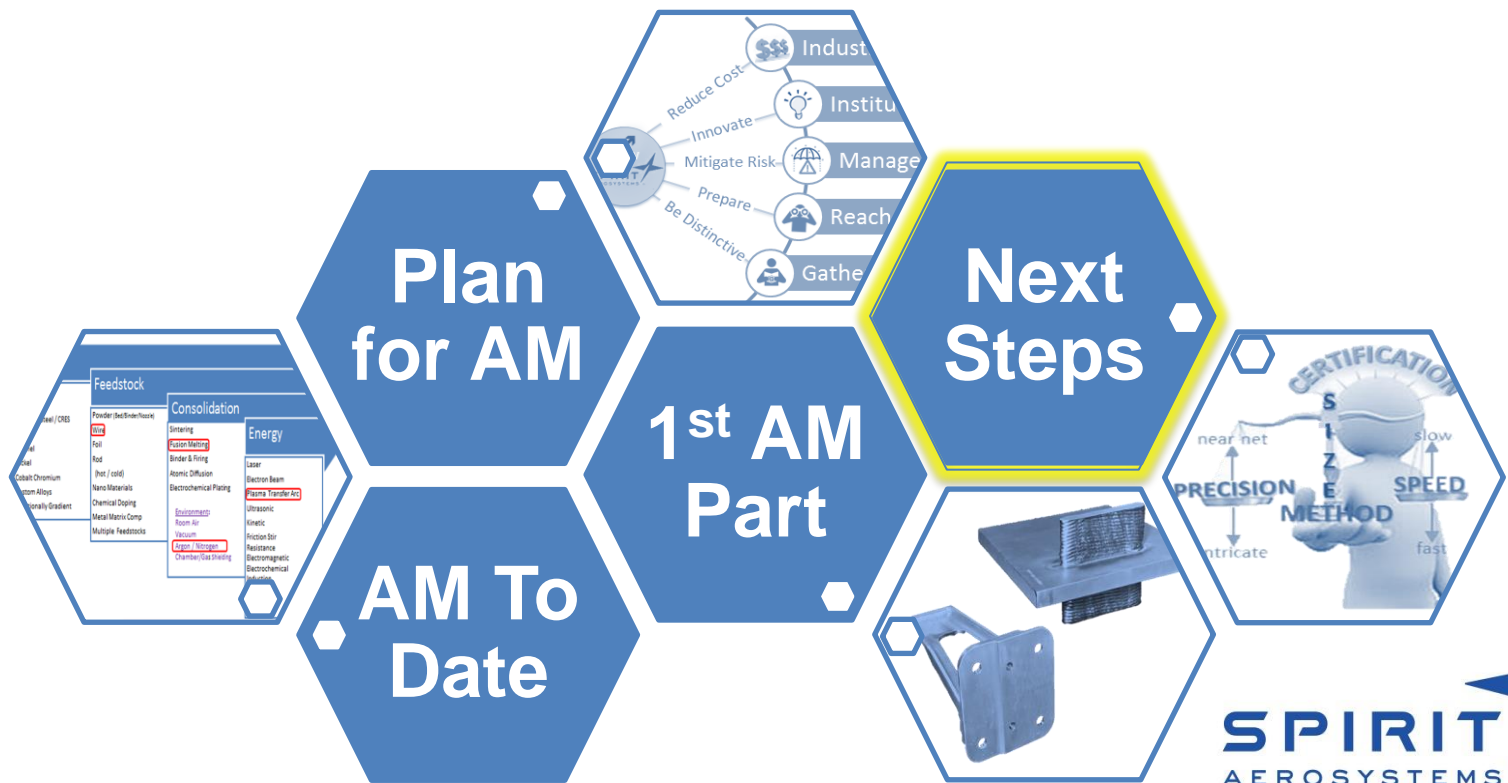 Reduce Cost
Innovate
Mitigate Risk
Prepare
Be Distinctive
$$$
Indust
Institu
Manage
Reach
Gathe
Plan
for AM
Next
Steps
1st AM
Part
AM To
Date
Feedstock
Powder (Bed/Binder/Nozzle)
Wire
Foil
Rod
(hot / cold)
Nano Materials
Chemical Doping
Metal Matrix Comp
Multiple Feedstocks
teel / CRES
Cobalt Chromium
Consolidation
Sintering
Fusion Melting
Binder & Firing
Atomic Diffusion
Electrochemical Plating
Environments
Room Air
Vacuum
Argon / Nitrogen
Chamber/Gas Sheilding
Energy
Laser
Electron Beam
Plasma Transfer Arc
Ultrasonic
Kinetic
Friction Stir
Resistance
Electromagnetic
Electrochemical
CERTIFICATION
SIZE
near net
slow
PRECISION
SPEED
METHOD
intricate
fast
SPIRIT
AEROSYSTEMS